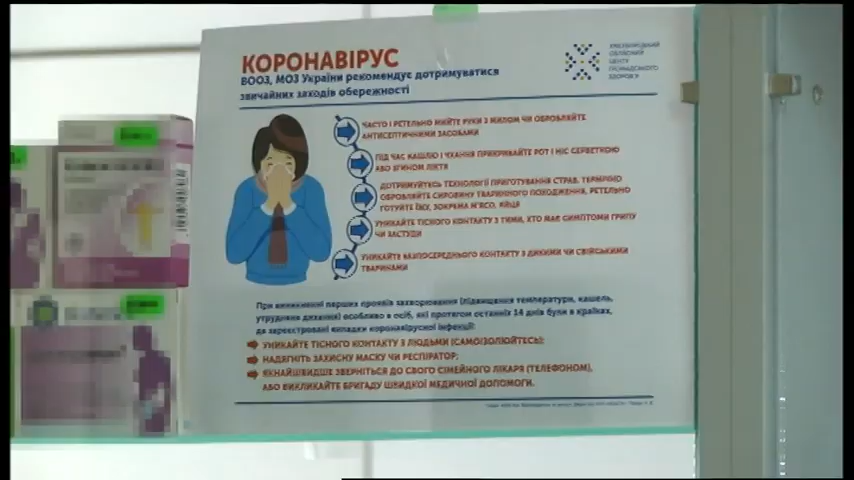 КОРОНАВІРУС
ВООЗ, МОЗ України рекомендує дотримуватися
звичайних заходів обережності
ХМЕЛЬНИЦЬКИЙ
ОБЛАСНИЙ
ЦЕНТР
ГРОМАДСЬКОГО
ЗДОРОВ'Я
ЧАСТО І РЕТЕЛЬНО МИЙТЕ РУКИ З МИЛОМ ЧИ ОБРОБЛЯЙТЕ
АНТИСЕПТИЧНИМИ ЗАСОБАМИ
ПІД ЧАС КАШЛЮ І ЧХАННЯ ПРИКРИВАЙТЕ РОТ І НІС СЕРВЕТКОЮ
АБО ЗГИНОМ ЛІКТЯ
ДОТРИМУЙТЕСЬ ТЕХНОЛОГІЇ ПРИГОТУВАННЯ СТРАВ, ТЕРМІЧНО
ОБРОБЛЯЙТЕ СИРОВИНУ ТВАРИННОГО ПОХОДЖЕННЯ, РЕТЕЛЬНО
ГОТУЙТЕ ЇЖУ, ЗОКРЕМА М'ЯСО, ЯЙЦЯ
УНИКАЙТЕ ТІСНОГО КОНТАКТУ З ТИМИ, ХТО МАЄ СИМПТОМИ ГРИПУ
ЧИ ЗАСТУДИ
УНИКАЙТЕ БЕЗПОСЕРЕДНЬОГО КОНТАКТУ З ДИКИМИ ЧИ СВІЙСЬКИМИ
ТВАРИНАМИ
При виникненні перших проявів захворювання (підвищення температури, кашель,
утруднене дихання) особливо в осіб, які протягом останніх 14 днів були в країнах,
де зареєстровані випадки коронавірусної інфекції:
УНИКАЙТЕ ТІСНОГО КОНТАКТУ З ЛЮДЬМИ (САМОІЗОЛЮЙТЕСЬ);
НАДЯГНІТЬ ЗАХИСНУ МАСКУ ЧИ РЕСПІРАТОР;
ЯКНАЙШВИДШЕ ЗВЕРНІТЬСЯ ДО СВОГО СІМЕЙНОГО ЛІКАРЯ (ТЕЛЕФОНОМ),
АБО ВИКЛИКАЙТЕ БРИГАДУ ШВИДКОЇ МЕДИЧНОЇ ДОПОМОГИ.